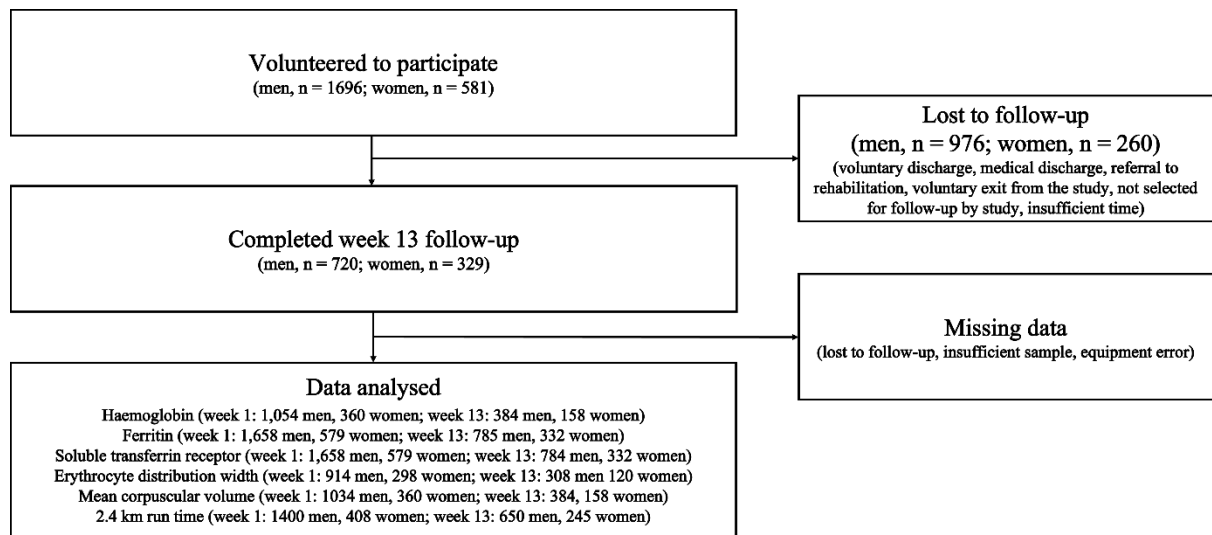 Volunteered to participate
(men, n = 1696; women, n = 581)
Lost to follow-up
(men, n = 976; women, n = 260)
(voluntary discharge, medical discharge, referral to
rehabilitation, voluntary exit from the study, not selected
for follow-up by study, insufficient time)
Completed week 13 follow-up
(men, n = 720; women, n = 329)
Missing data
(lost to follow-up, insufficient sample, equipment error)
Data analysed
Haemoglobin (week 1: 1,054 men, 360 women; week 13: 384 men, 158 women)
Ferritin (week 1: 1,658 men, 579 women; week 13: 785 men, 332 women)
Soluble transferrin receptor (week 1: 1,658 men, 579 women; week 13: 784 men, 332 women)
Erythrocyte distribution width (week 1: 914 men, 298 women; week 13: 308 men 120 women)
Mean corpuscular volume (week 1: 1034 men, 360 women; week 13: 384, 158 women)
2.4 km run time (week 1: 1400 men, 408 women; week 13: 650 men, 245 women)